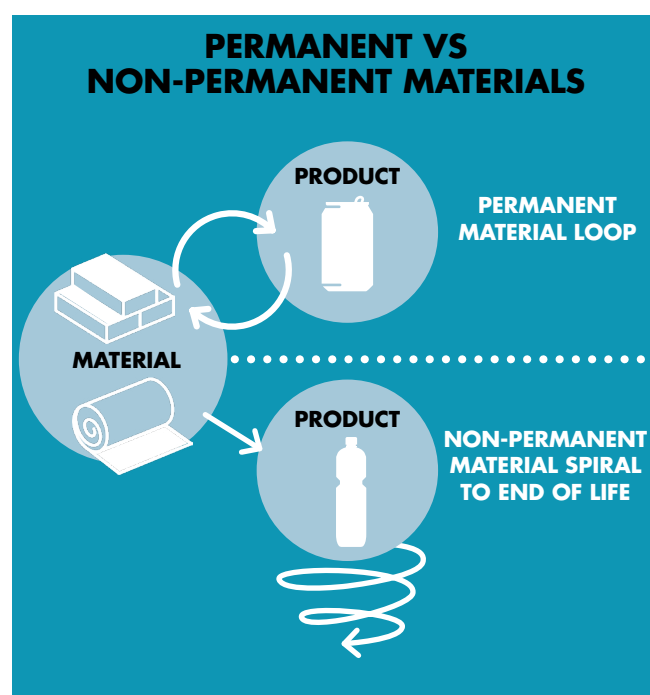 PERMANENT VS
NON-PERMANENT MATERIALS
PRODUCT
PERMANENT
MATERIAL LOOP
MATERIAL
PRODUCT
NON-PERMANENT
MATERIAL SPIRAL
TO END OF LIFE